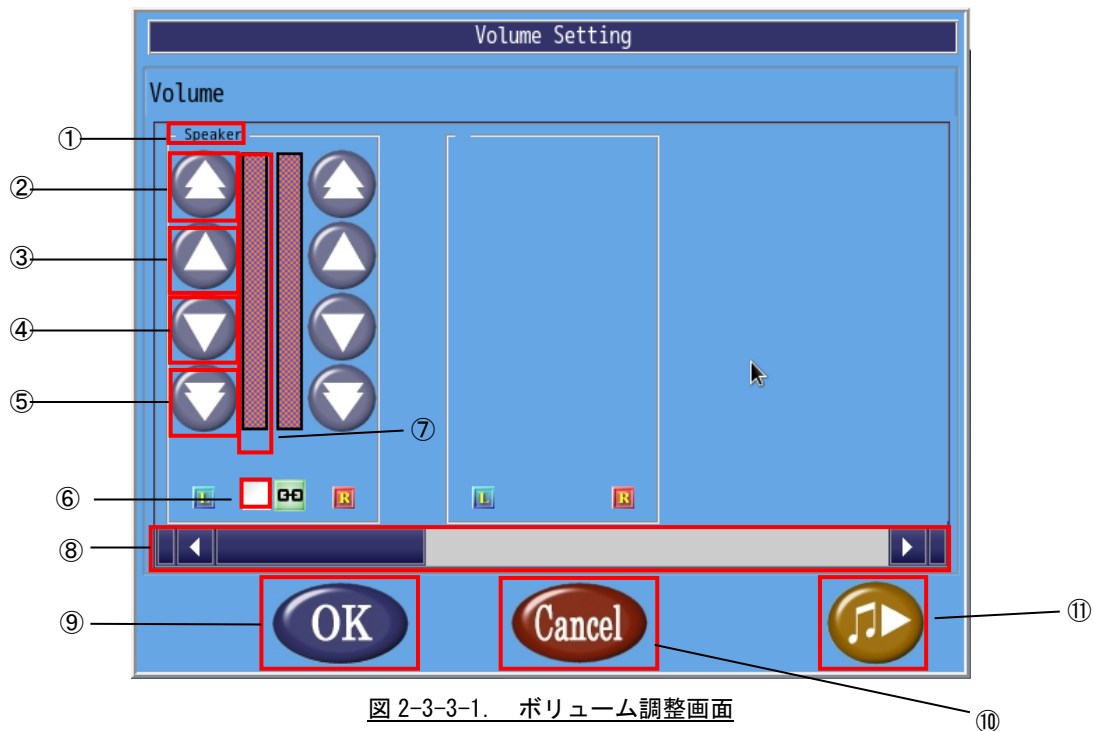 Volume Setting
Volume
① Speaker
②
③
④
⑤
⑦
⑥ L R L R
⑧
⑨ OK Cancel ⑪
図 2-3-3-1. ボリューム調整画面
⑩